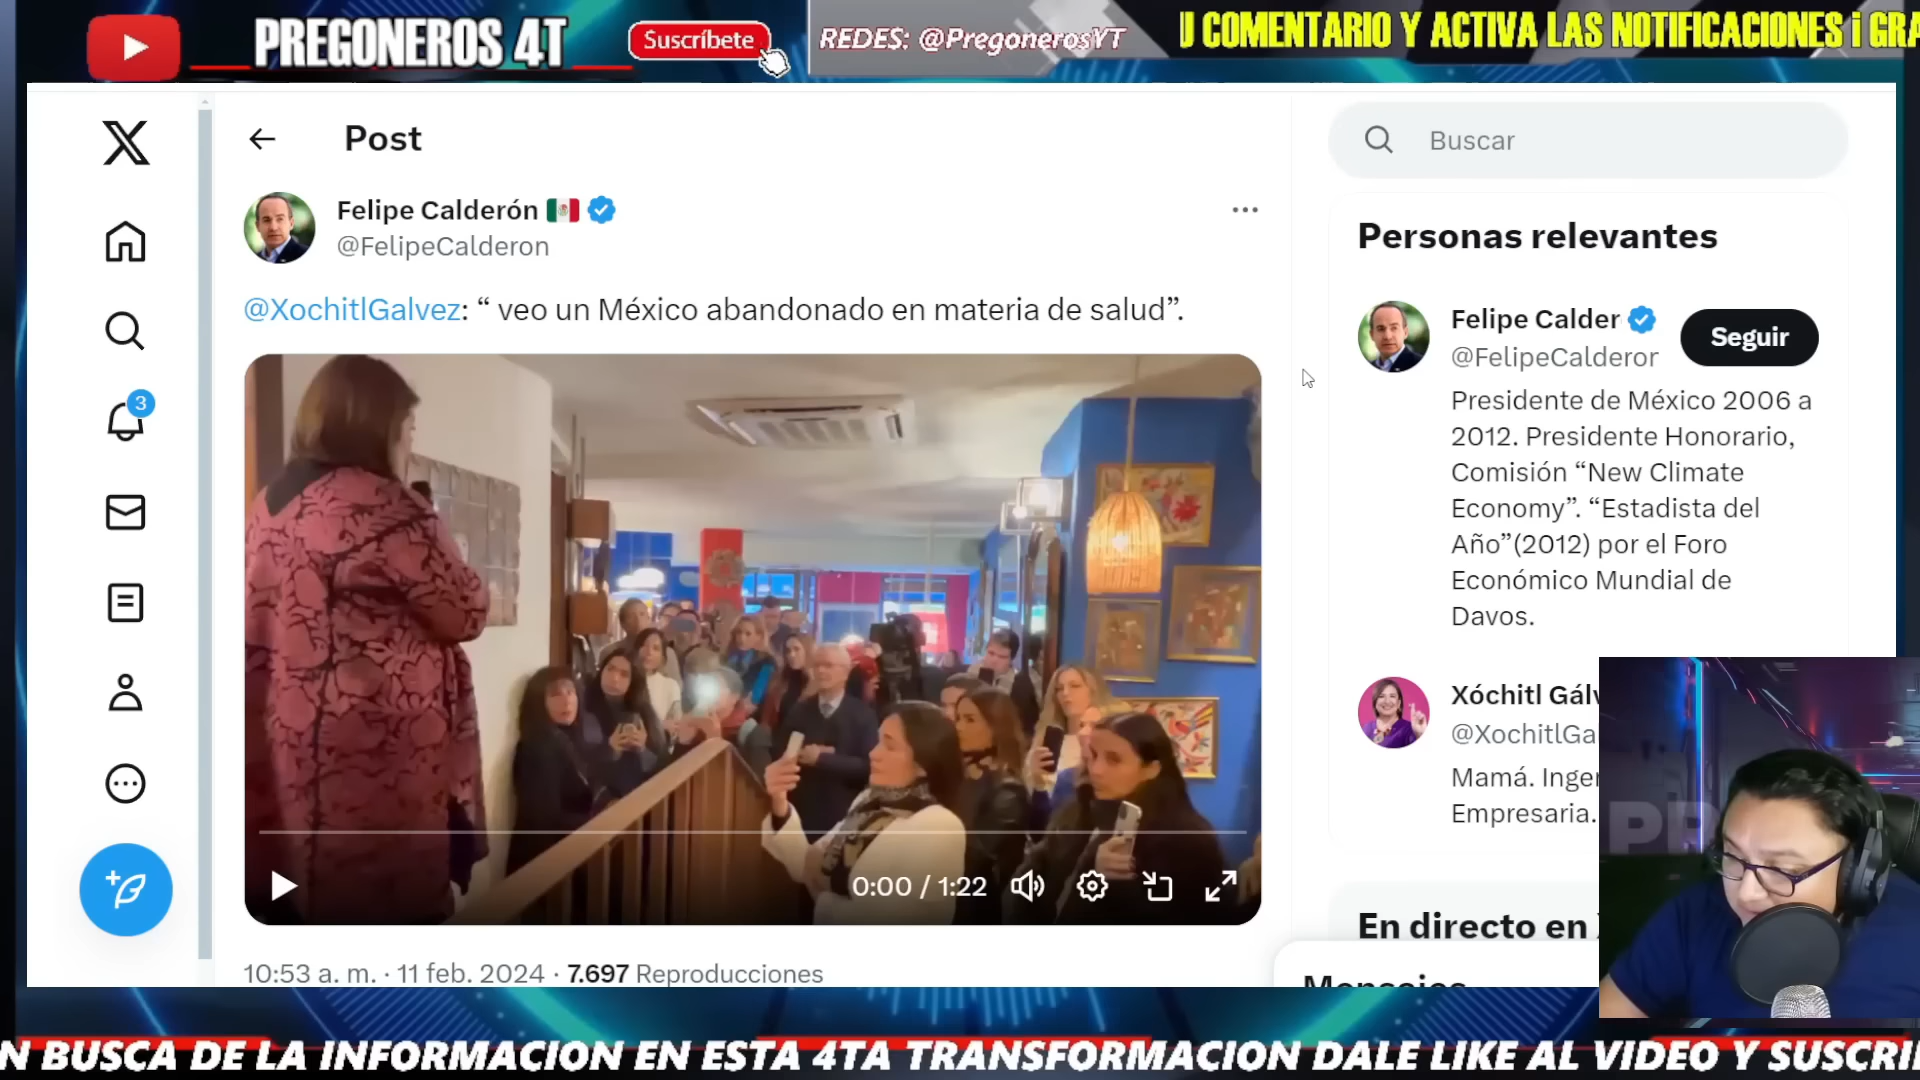 PREGONEROS 4T
Suscríbete
REDES: @PregonerosYT
U COMENTARIO Y ACTIVA LAS NOTIFICACIONES ¡ GRA
Post
Felipe Calderón
@FelipeCalderon
@XochitlGalvez: “ veo un México abandonado en materia de salud”.
0:00 / 1:22
10:53 a. m. · 11 feb. 2024 · 7.697 Reproducciones
3
Buscar
Personas relevantes
Felipe Calder
@FelipeCalderor
Seguir
Presidente de México 2006 a
2012. Presidente Honorario,
Comisión “New Climate
Economy”. “Estadista del
Año”(2012) por el Foro
Económico Mundial de
Davos.
Xóchitl Gálv
@XochitlGa
Mamá. Inger
Empresaria.
En directo en
Mensajes
PR
N BUSCA DE LA INFORMACION EN ESTA 4TA TRANSFORMACION DALE LIKE AL VIDEO Y SUSCRI